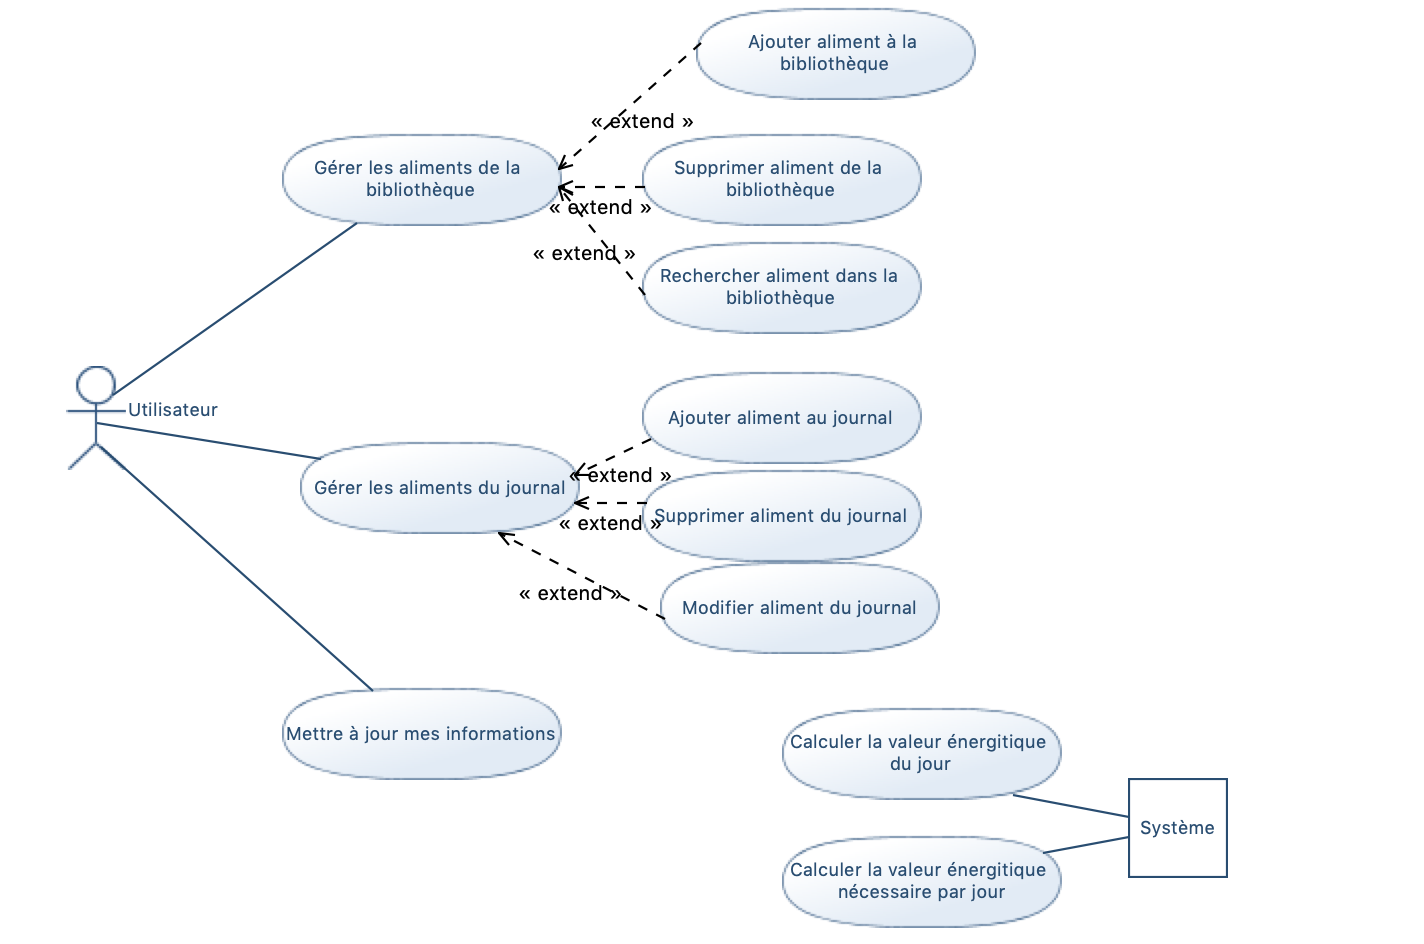 Ajouter aliment à la
bibliothèque
« extend »
Gérer les aliments de la
bibliothèque
Supprimer aliment de la
bibliothèque
« extend »
« extend »
Rechercher aliment dans la
bibliothèque
Utilisateur
Ajouter aliment au journal
« extend »
Gérer les aliments du journal
Supprimer aliment du journal
« extend »
« extend »
Modifier aliment du journal
Mettre à jour mes informations
Calculer la valeur énergitique
du jour
Système
Calculer la valeur énergitique
nécessaire par jour